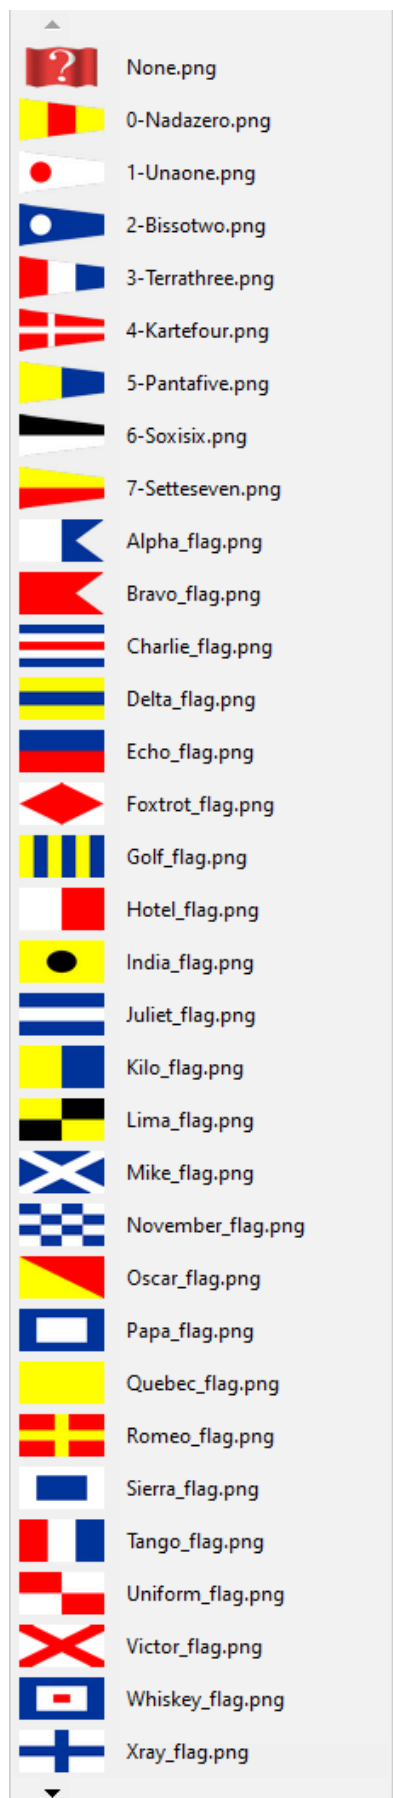 ?
None.png
0-Nadazero.png
1-Unaone.png
2-Bissotwo.png
3-Terrathree.png
4-Kartefour.png
5-Pantafive.png
6-Soxisix.png
7-Setteseven.png
Alpha_flag.png
Bravo_flag.png
Charlie_flag.png
Delta_flag.png
Echo_flag.png
Foxtrot_flag.png
Golf_flag.png
Hotel_flag.png
India_flag.png
Juliet_flag.png
Kilo_flag.png
Lima_flag.png
Mike_flag.png
November_flag.png
Oscar_flag.png
Papa_flag.png
Quebec_flag.png
Romeo_flag.png
Sierra_flag.png
Tango_flag.png
Uniform_flag.png
Victor_flag.png
Whiskey_flag.png
Xray_flag.png